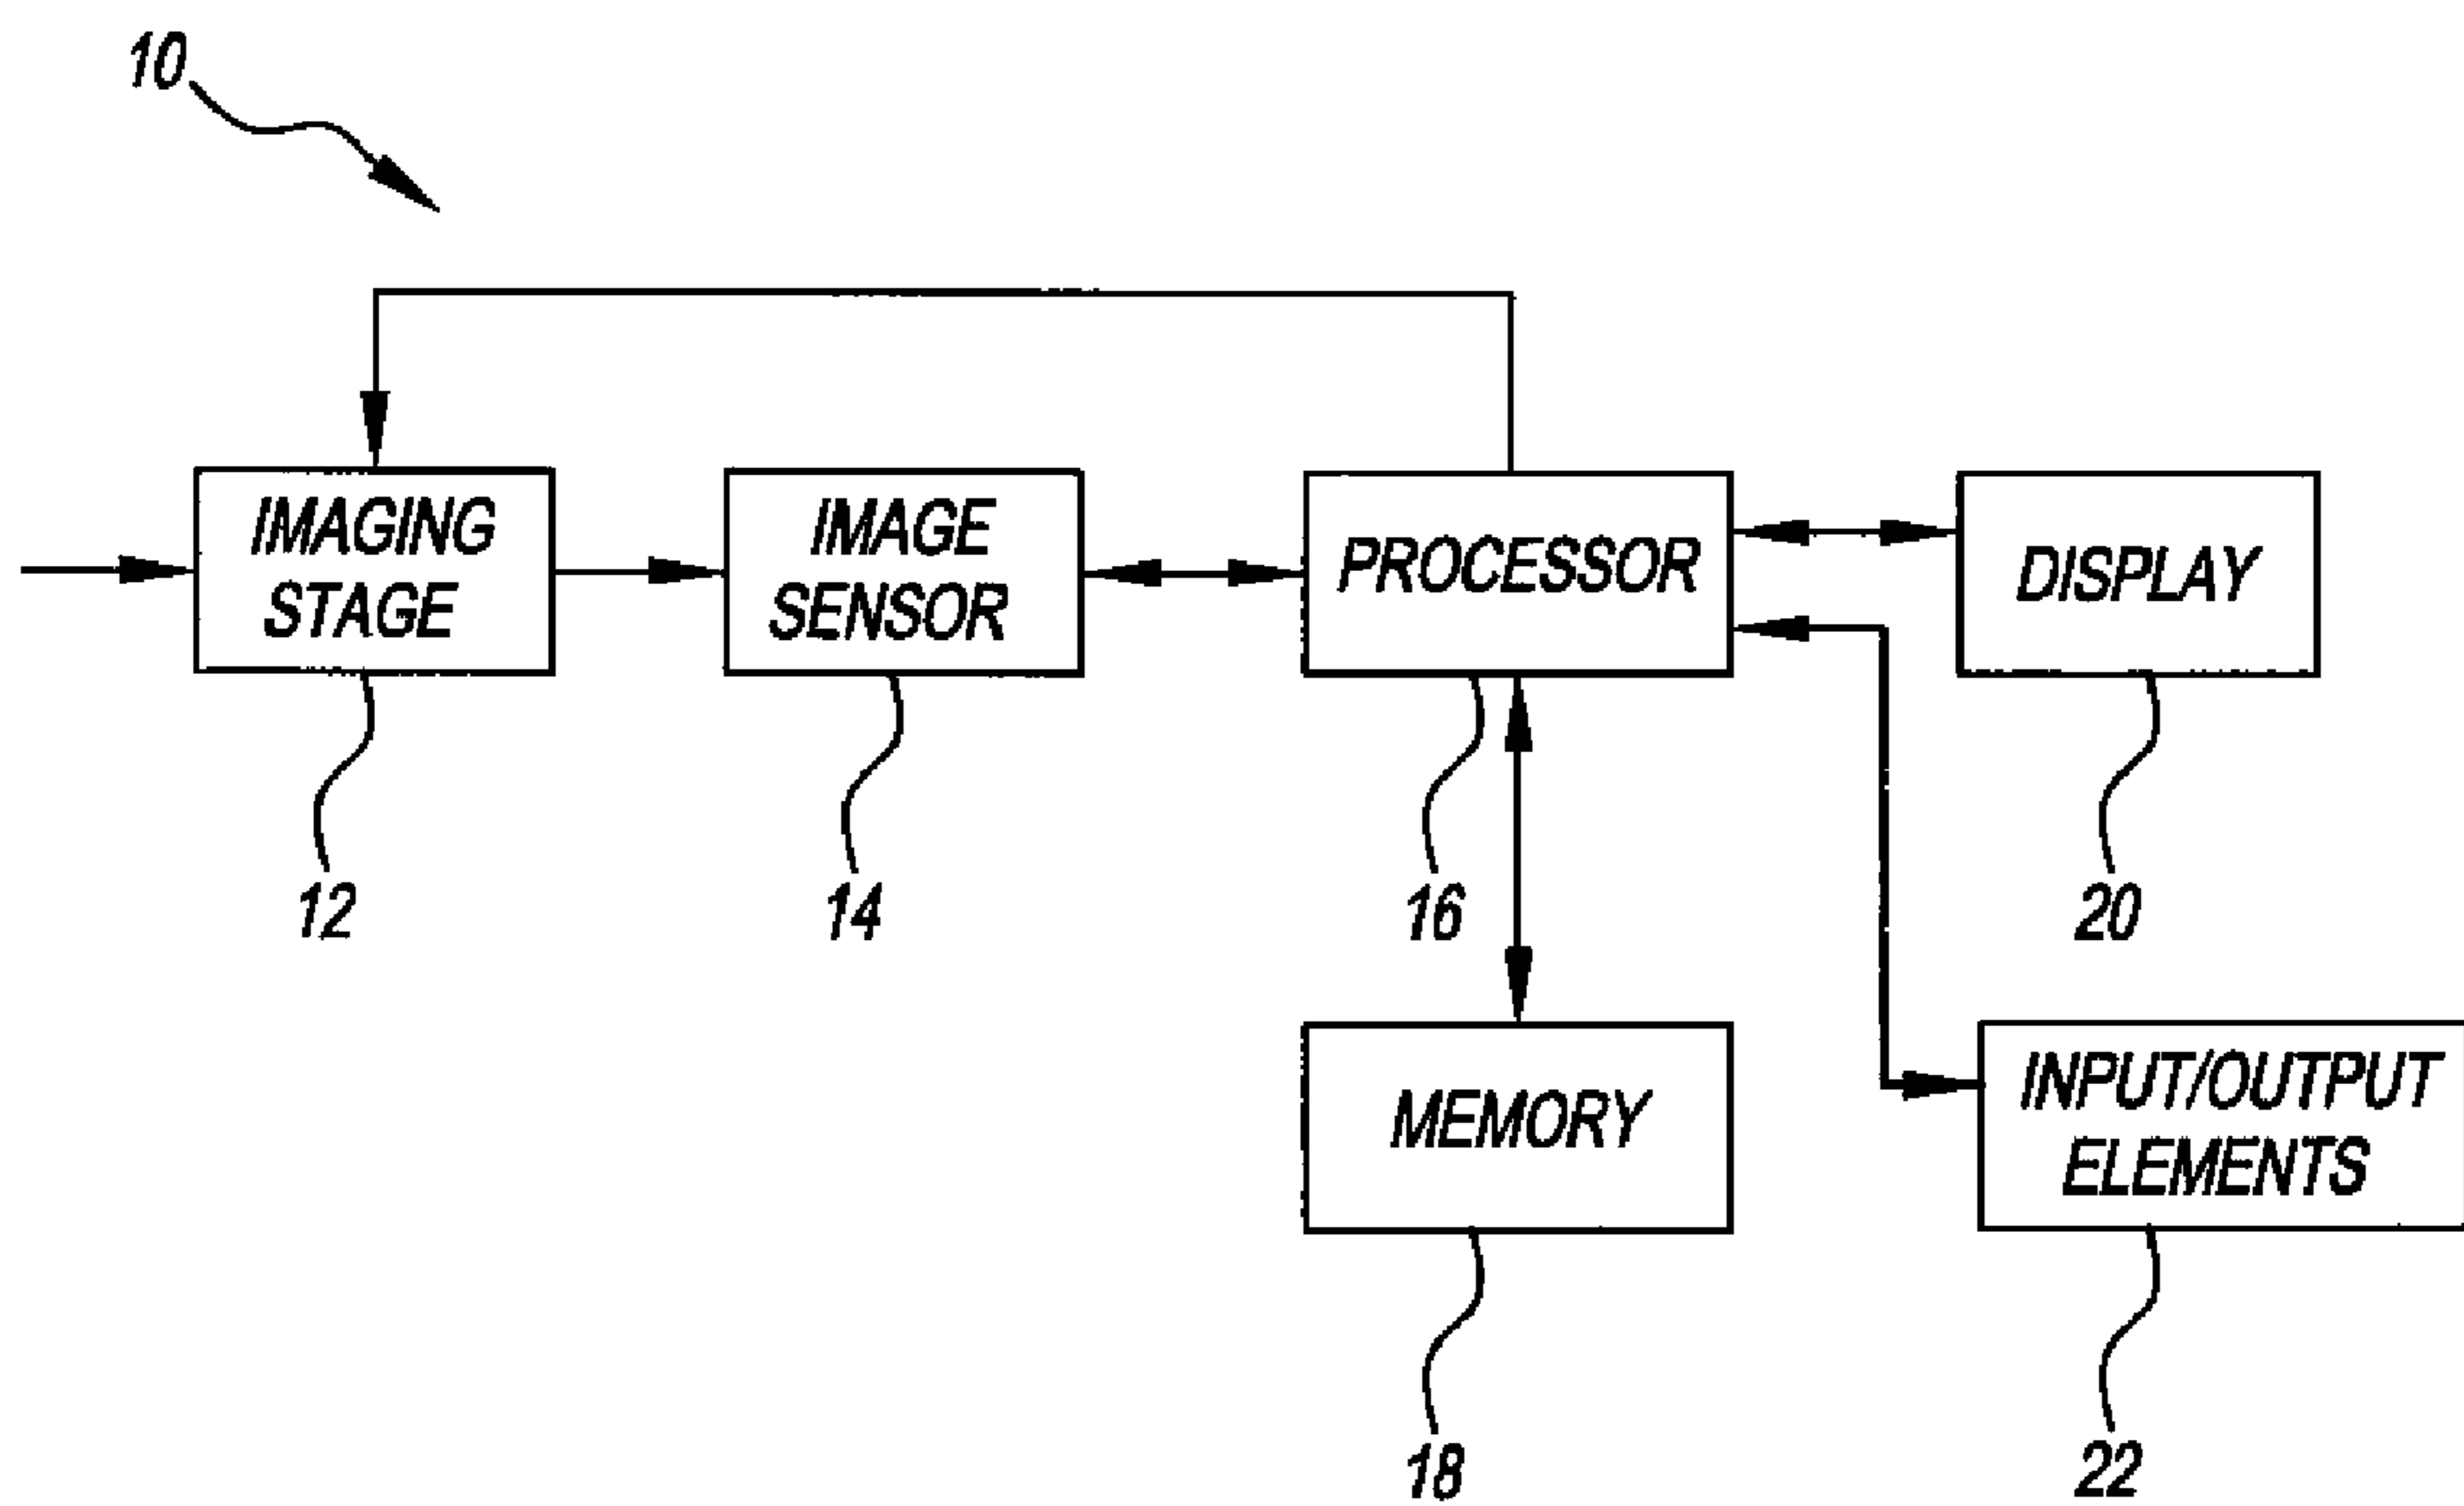 10
IMAGING
STAGE
IMAGE
SENSOR
PROCESSOR
DISPLAY
12
14
16
20
MEMORY
INPUT/OUTPUT
ELEMENTS
18
22